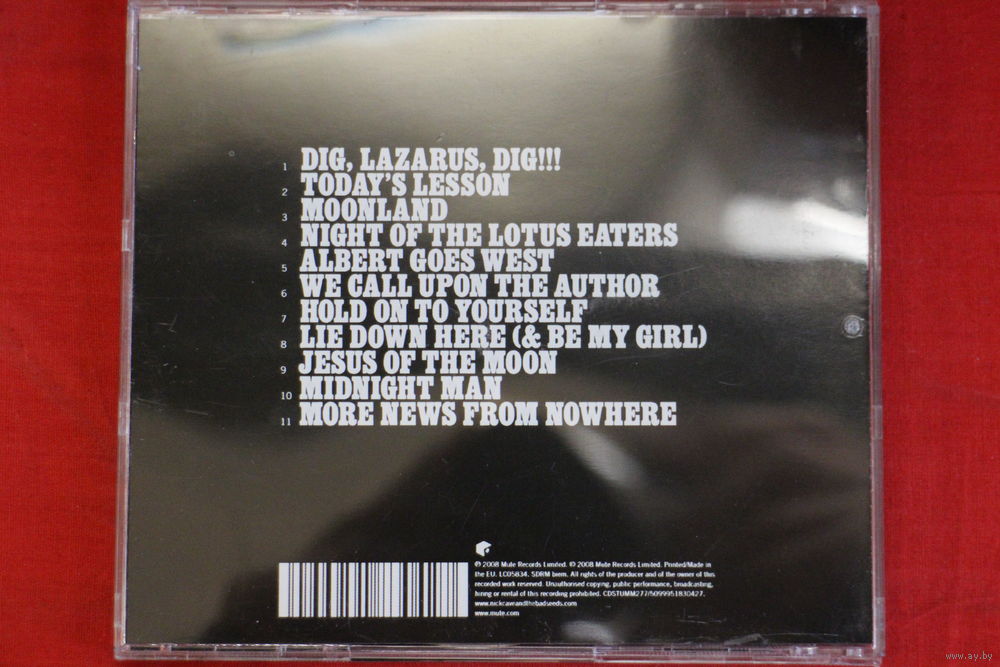 1 DIG, LAZARUS, DIG!!!
2 TODAY'S LESSON
3 MOONLAND
4 NIGHT OF THE LOTUS EATERS
5 ALBERT GOES WEST
6 WE CALL UPON THE AUTHOR
7 HOLD ON TO YOURSELF
8 LIE DOWN HERE (& BE MY GIRL)
9 JESUS OF THE MOON
10 MIDNIGHT MAN
11 MORE NEWS FROM NOWHERE
℗ 2008 Mute Records Limited. © 2008 Mute Records Limited. Printed/Made in
the EU. LC05834. SDRM biem. All rights of the producer and of the owner of this
recorded work reserved. Unauthorised copying, public performance, broadcasting,
hiring or rental of this recording prohibited. CDSTUMM277/5099951830427.
www.nickcaveandthebadseeds.com
www.mute.com
www.ay.by